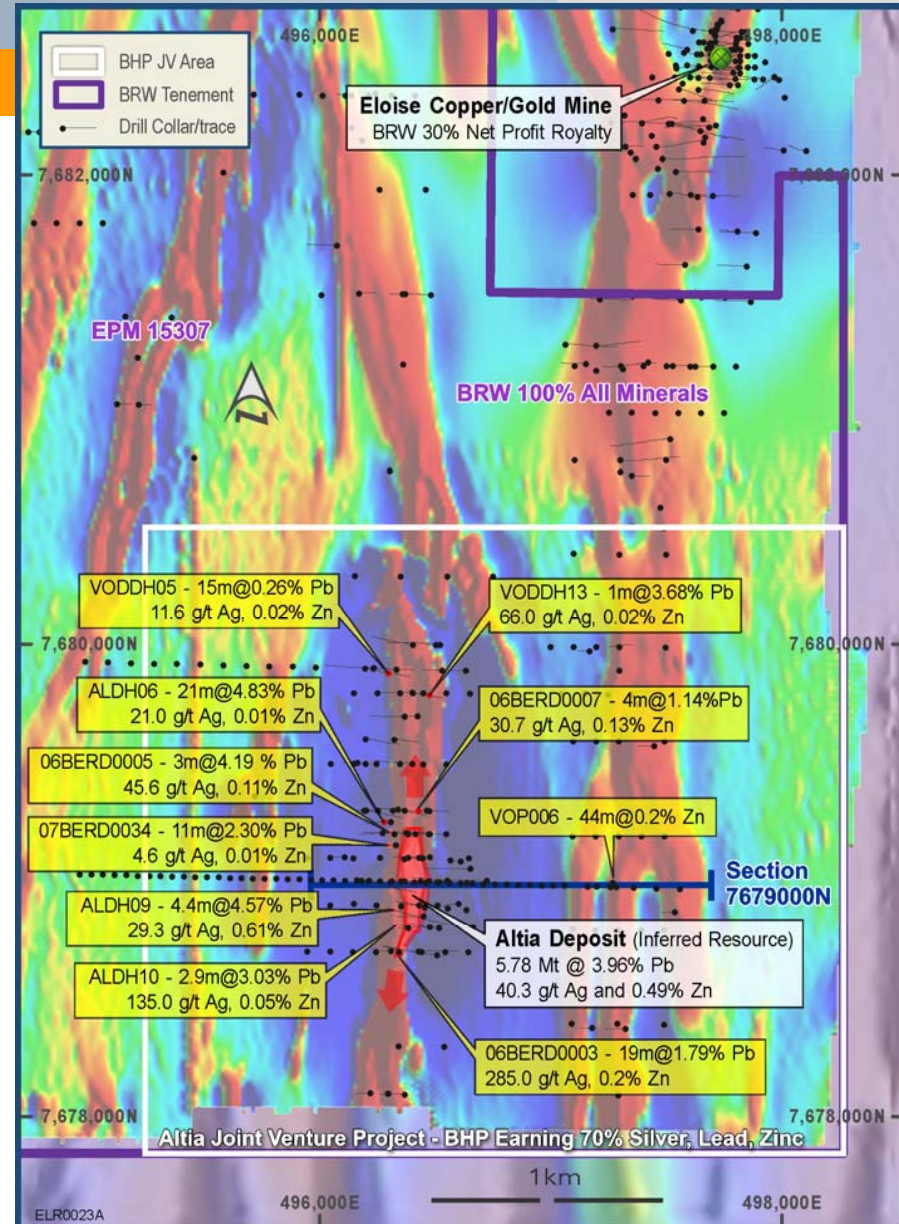 496,000E
498,000E
BHP JV Area
BRW Tenement
Drill Collar/trace
Eloise Copper/Gold Mine
BRW 30% Net Profit Royalty
7,682,000N
7,682,000N
EPM 15307
BRW 100% All Minerals
VODDH05 - 15m@0.26% Pb
11.6 g/t Ag, 0.02% Zn
VODDH13 - 1m@3.68% Pb
66.0 g/t Ag, 0.02% Zn
7,680,000N
7,680,000N
ALDH06 - 21m@4.83% Pb
21.0 g/t Ag, 0.01% Zn
06BERD0007 - 4m@1.14%Pb
30.7 g/t Ag, 0.13% Zn
06BERD0005 - 3m@4.19 % Pb
45.6 g/t Ag, 0.11% Zn
VOP006 - 44m@0.2% Zn
07BERD0034 - 11m@2.30% Pb
4.6 g/t Ag, 0.01% Zn
Section
7679000N
ALDH09 - 4.4m@4.57% Pb
29.3 g/t Ag, 0.61% Zn
Altia Deposit (Inferred Resource)
5.78 Mt @ 3.96% Pb
40.3 g/t Ag and 0.49% Zn
ALDH10 - 2.9m@3.03% Pb
135.0 g/t Ag, 0.05% Zn
06BERD0003 - 19m@1.79% Pb
285.0 g/t Ag, 0.2% Zn
7,678,000N
7,678,000N
Altia Joint Venture Project - BHP Earning 70% Silver, Lead, Zinc
1km
496,000E
498,000E
ELR0023A